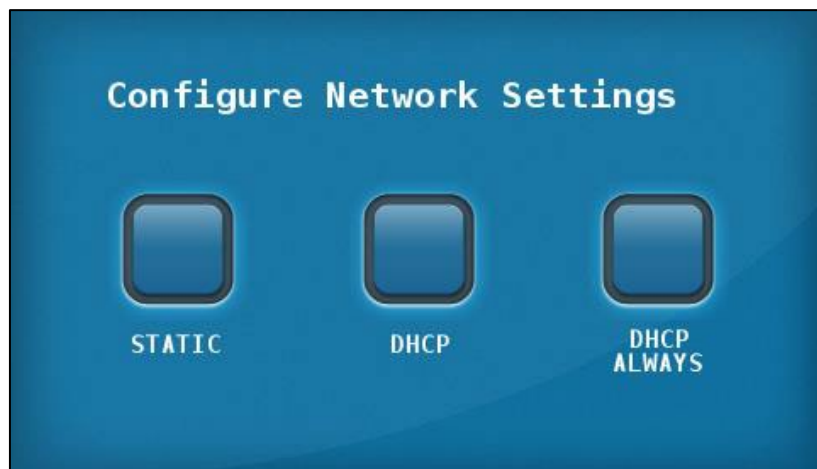 Configure Network Settings
STATIC
DHCP
DHCP
ALWAYS